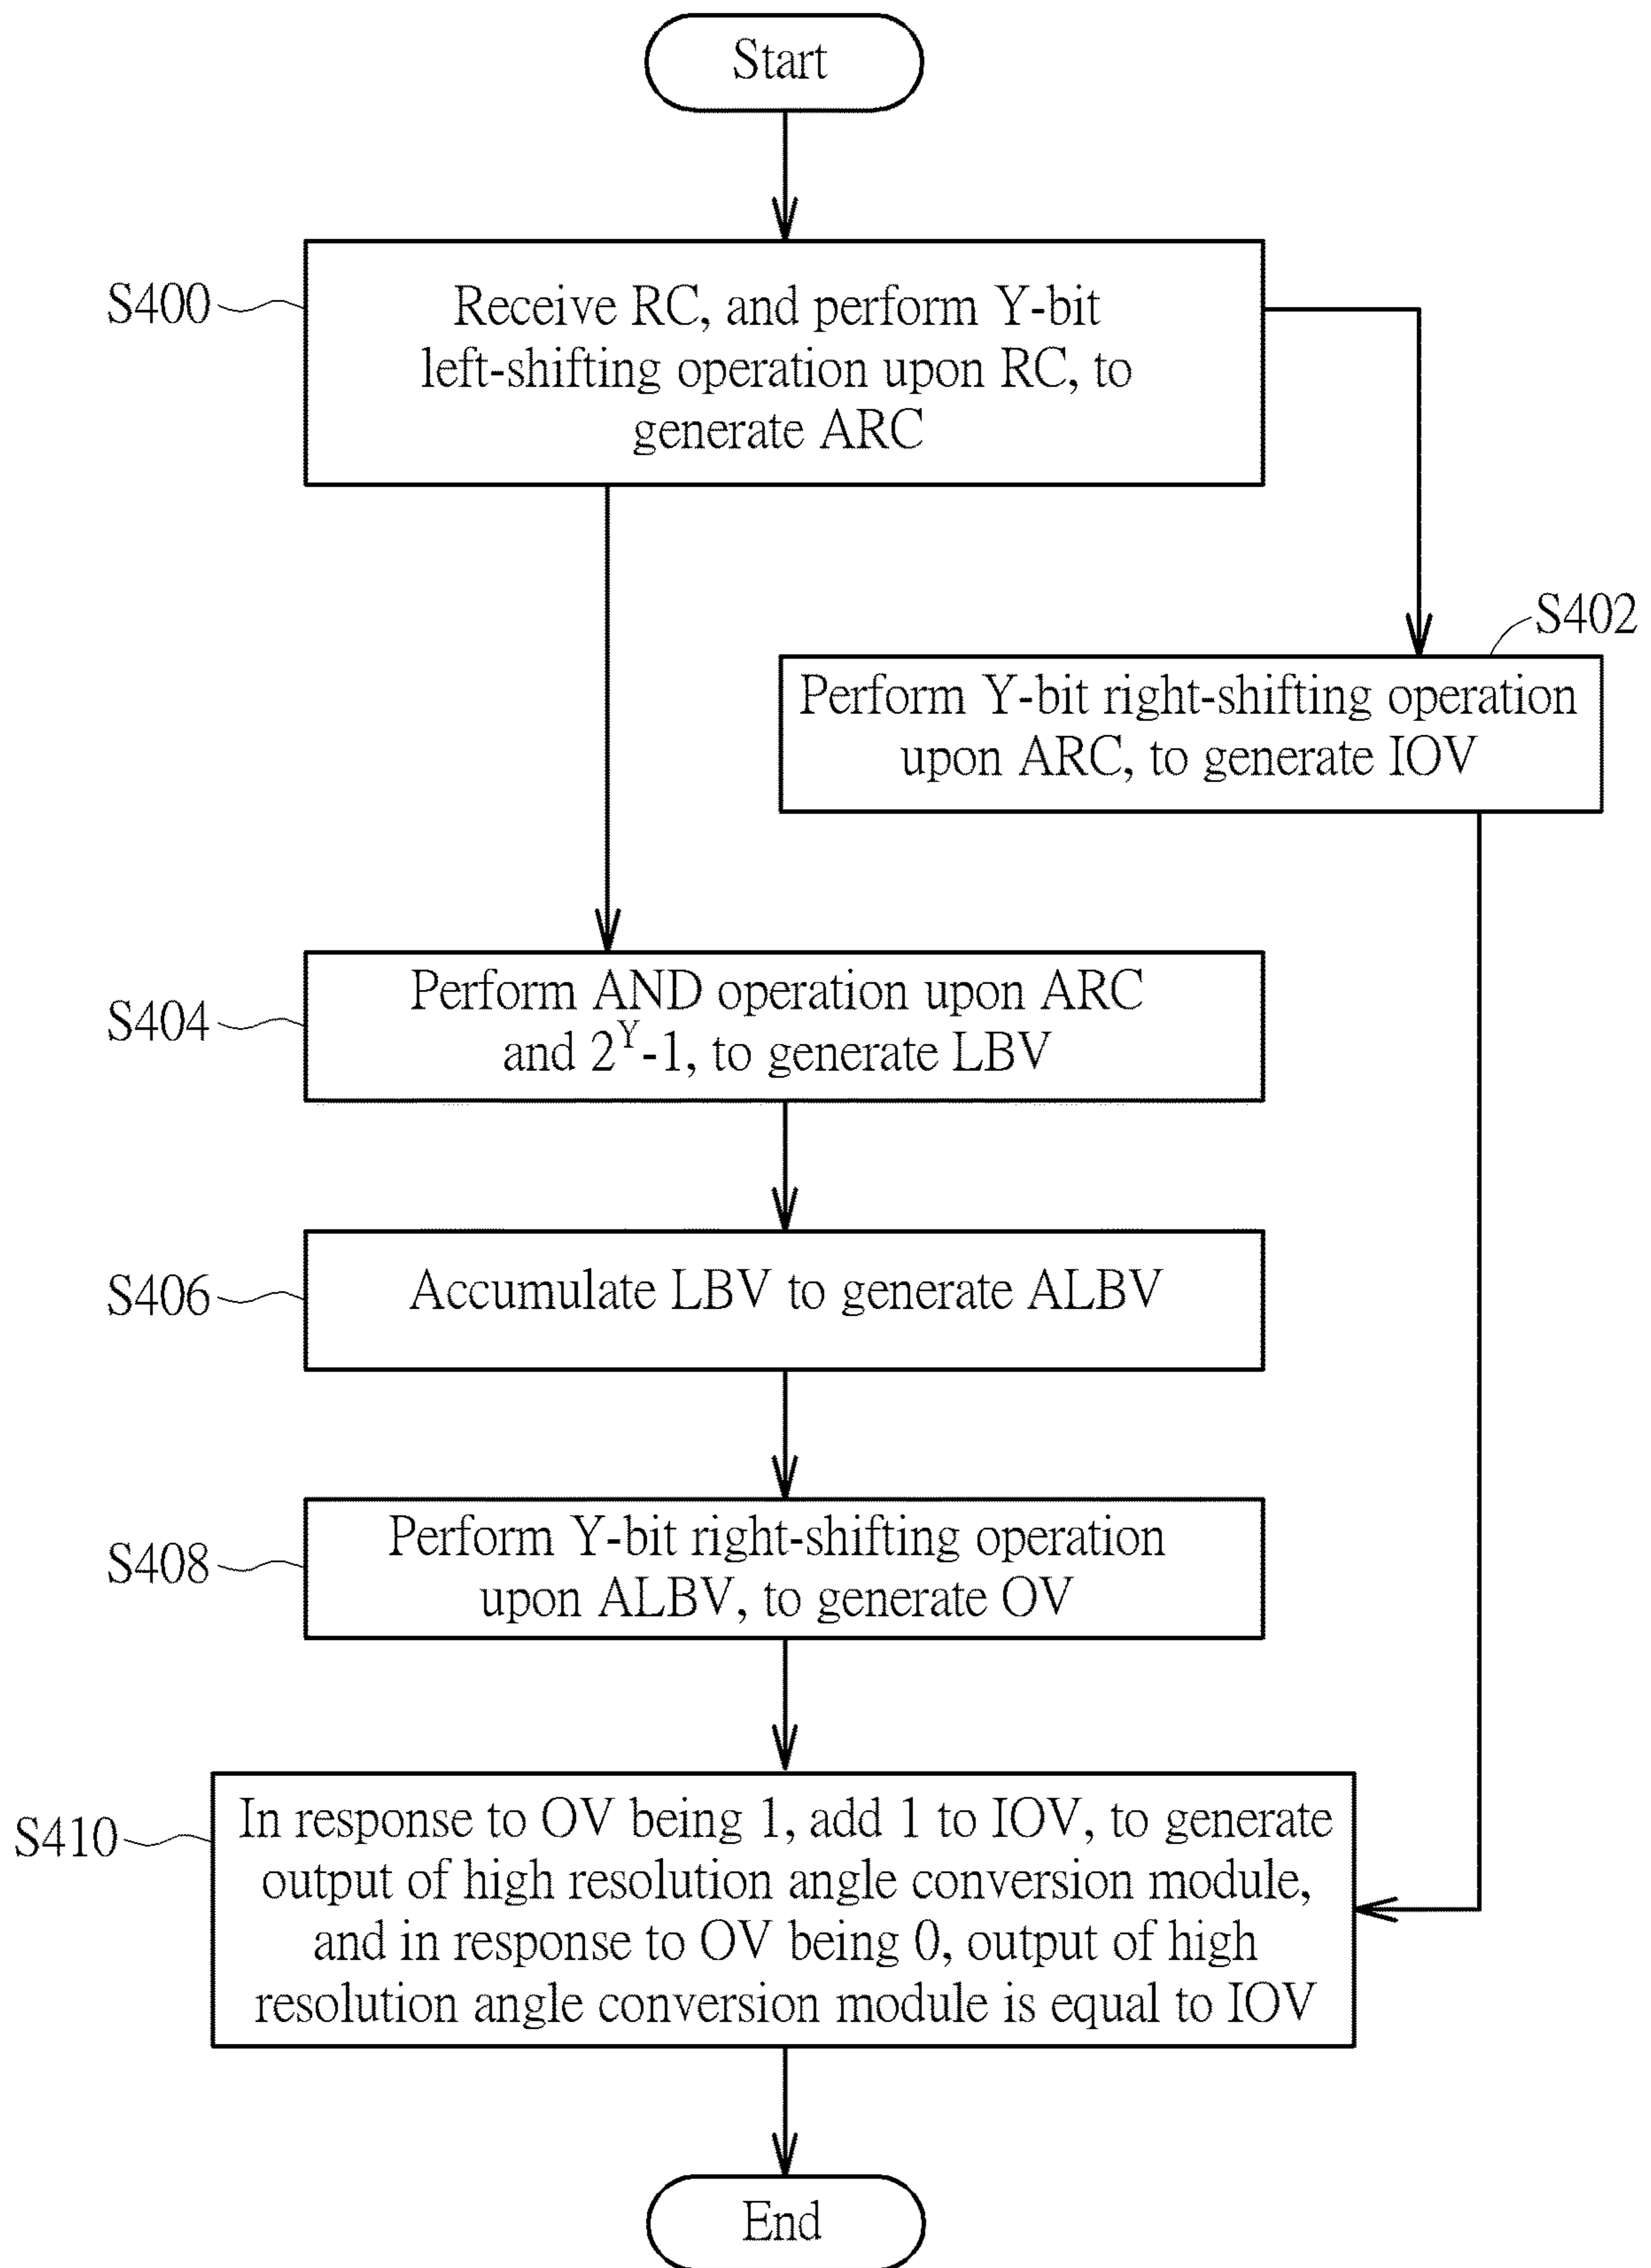 Start
S400
Receive RC, and perform Y-bit
left-shifting operation upon RC, to
generate ARC
S402
Perform Y-bit right-shifting operation
upon ARC, to generate IOV
S404
Perform AND operation upon ARC
and 2^Y-1, to generate LBV
S406
Accumulate LBV to generate ALBV
S408
Perform Y-bit right-shifting operation
upon ALBV, to generate OV
S410
In response to OV being 1, add 1 to IOV, to generate
output of high resolution angle conversion module,
and in response to OV being 0, output of high
resolution angle conversion module is equal to IOV
End